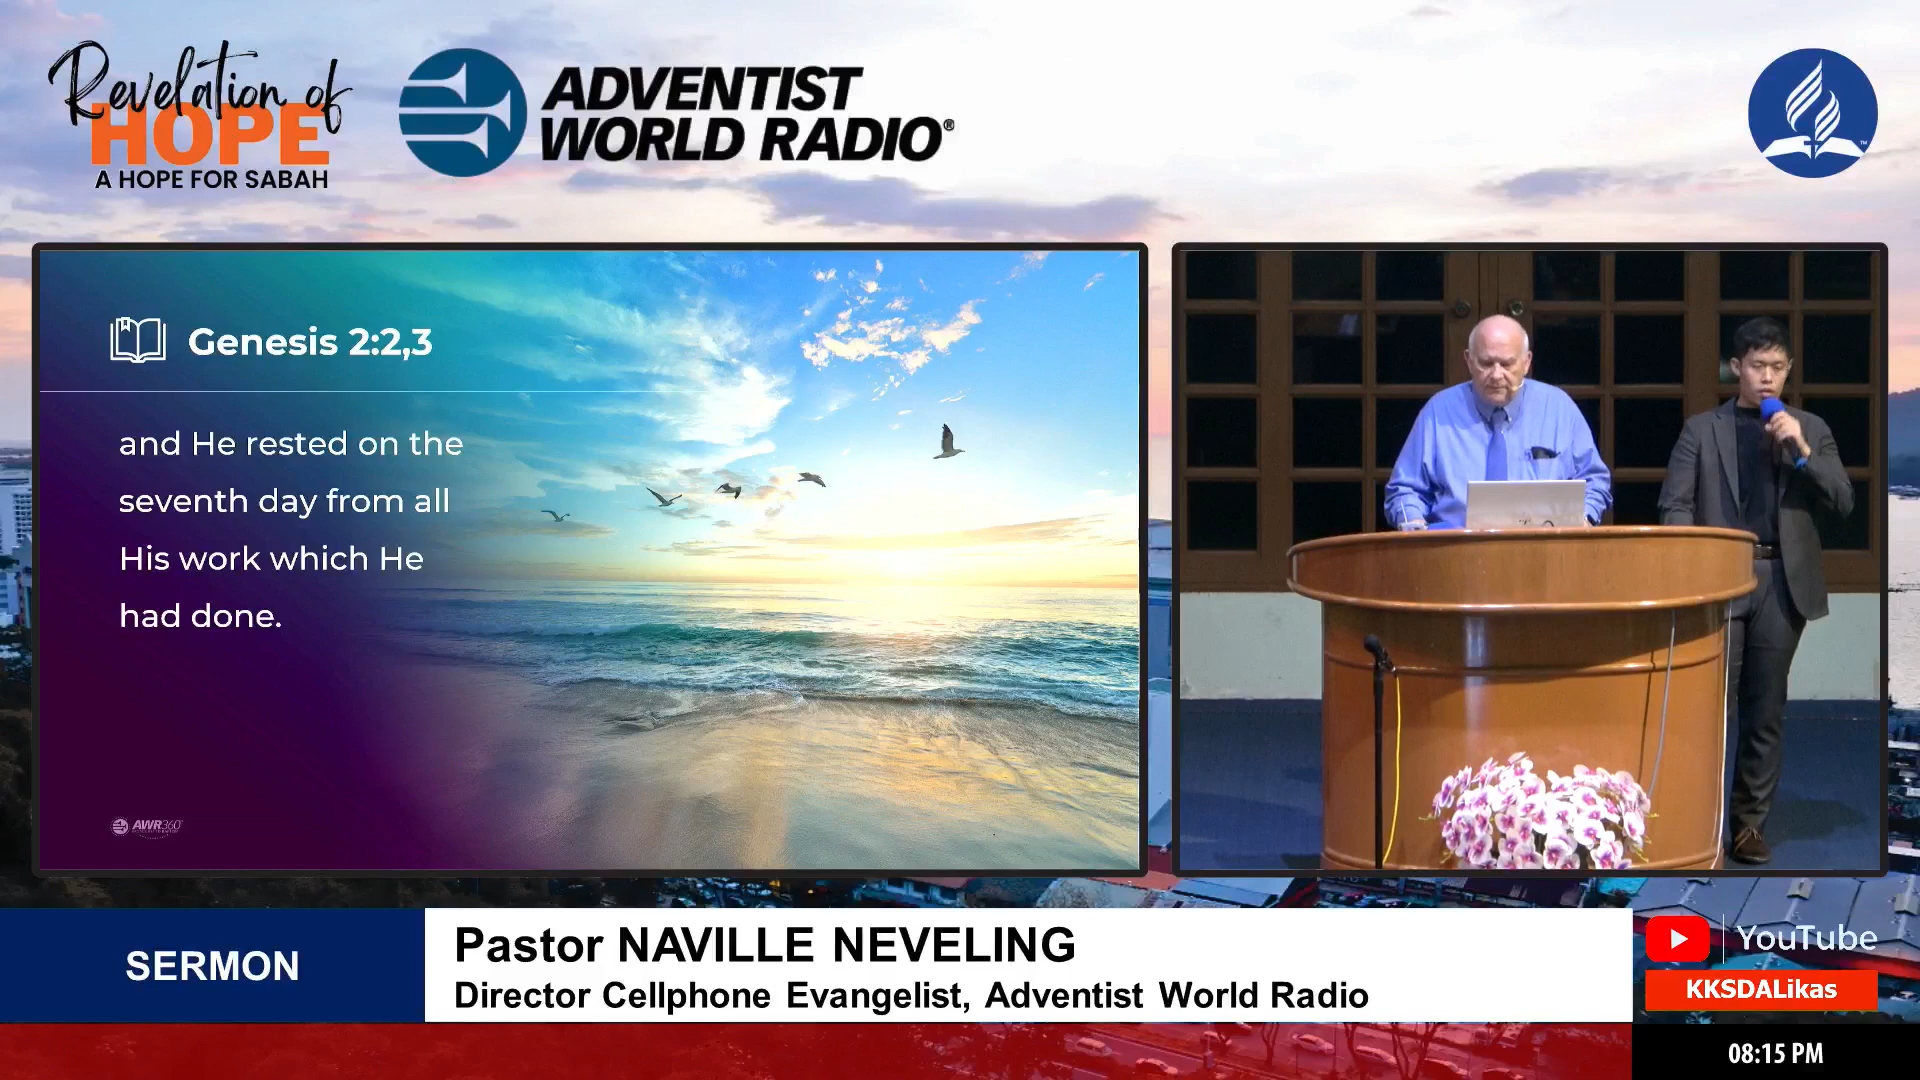 Revelation of
HOPE
A HOPE FOR SABAH
ADVENTIST
WORLD RADIO®
Genesis 2:2,3
and He rested on the
seventh day from all
His work which He
had done.
AWR360°
SERMON
Pastor NAVILLE NEVELING
Director Cellphone Evangelist, Adventist World Radio
YouTube
KKSDALikas
08:15 PM